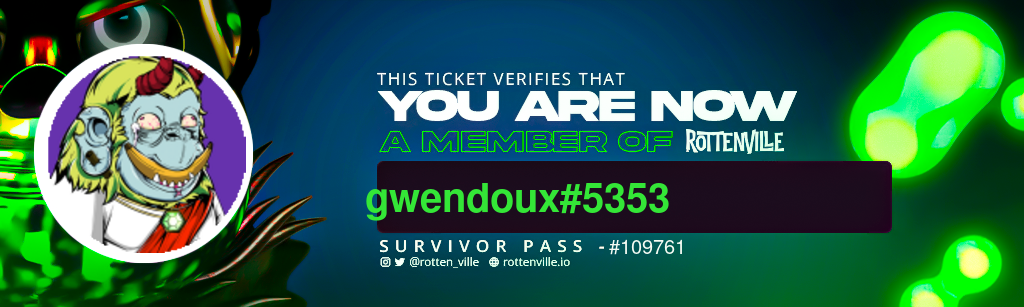 THIS TICKET VERIFIES THAT
YOU ARE NOW
A MEMBER OF ROTTENVILLE
gwendoux#5353
SURVIVOR PASS - #109761
@rotten_ville rottenville.io